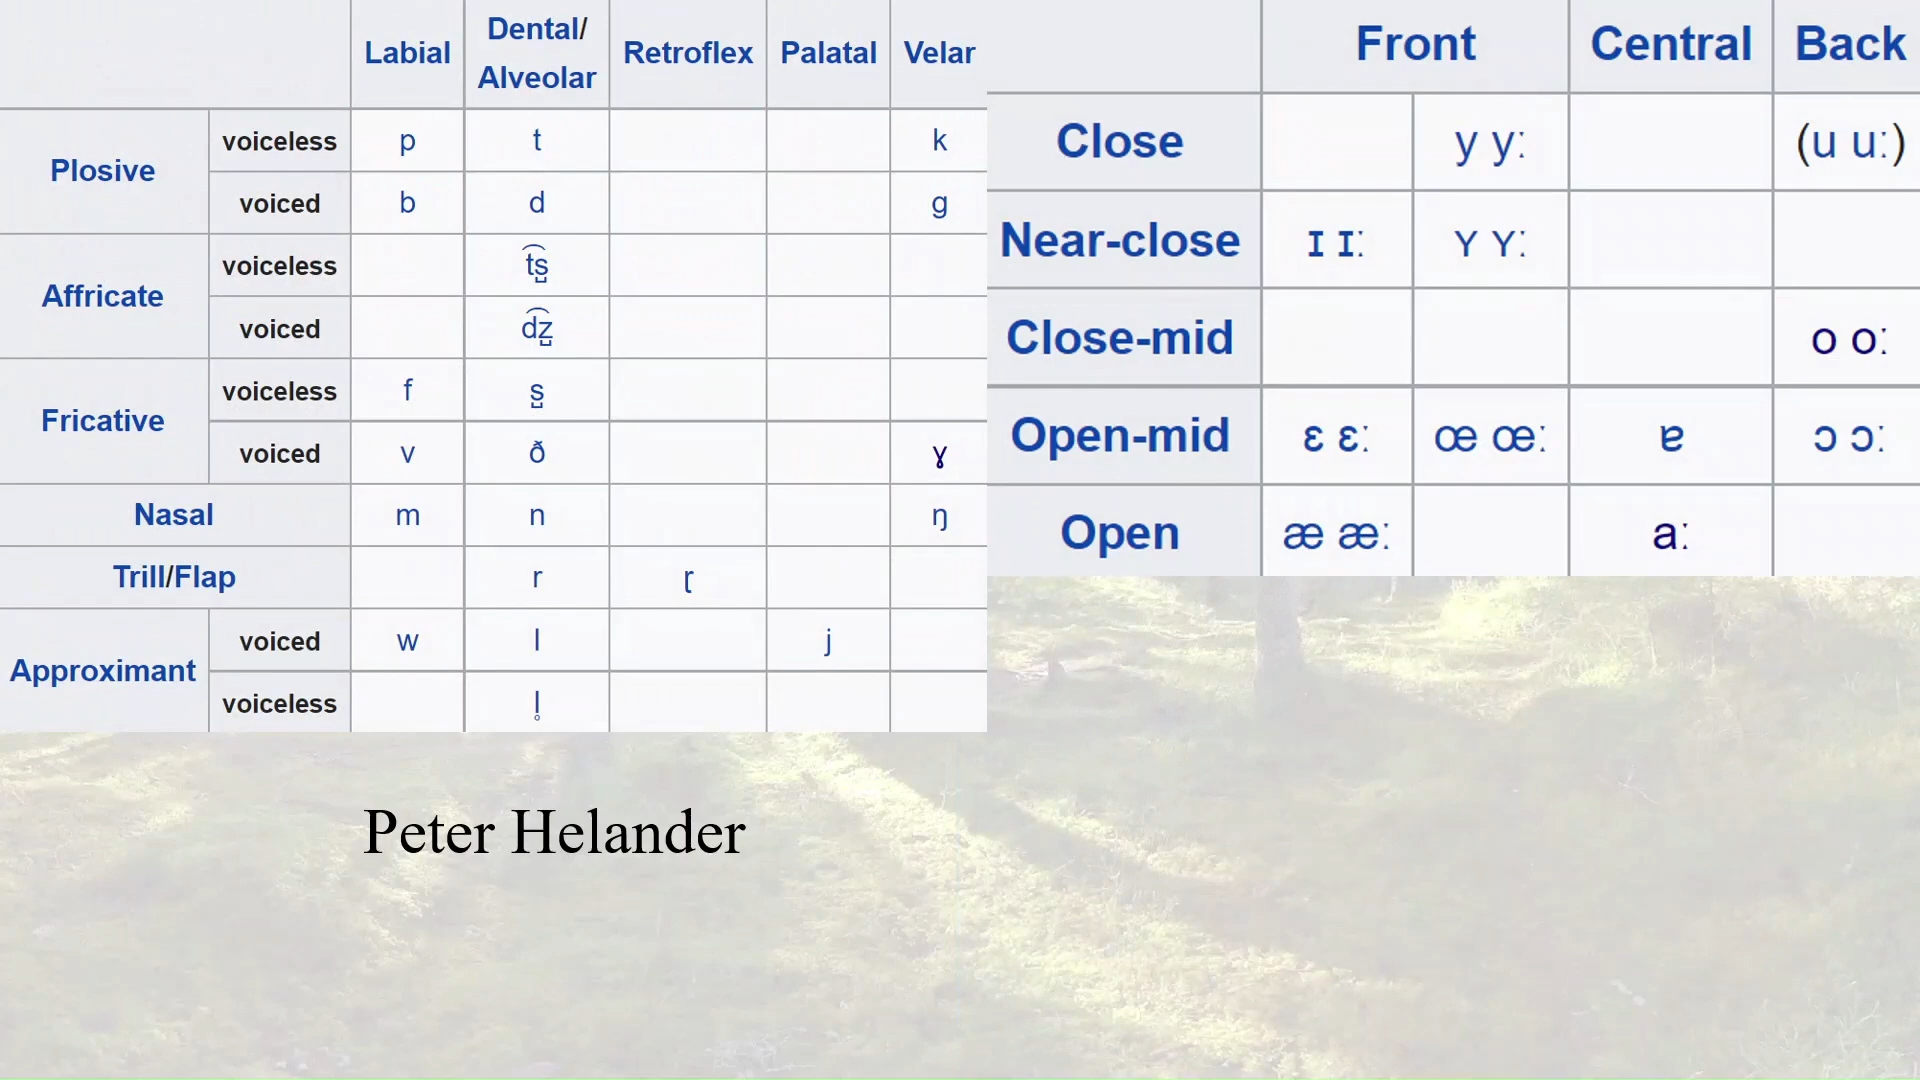 Labial Dental/ Alveolar Retroflex Palatal Velar
Plosive voiceless p t k
voiced b d g
Affricate voiceless t͡s̪
voiced d͡z̪
Fricative voiceless f s̪
voiced v ð ɣ
Nasal m n ŋ
Trill/Flap r ɽ
Approximant voiced w l j
voiceless l̥
Front Central Back
Close y yː (u uː)
Near-close ɪ ɪː ʏ ʏː
Close-mid o oː
Open-mid ɛ ɛː œ œː ɐ ɔ ɔː
Open æ æː aː
Peter Helander